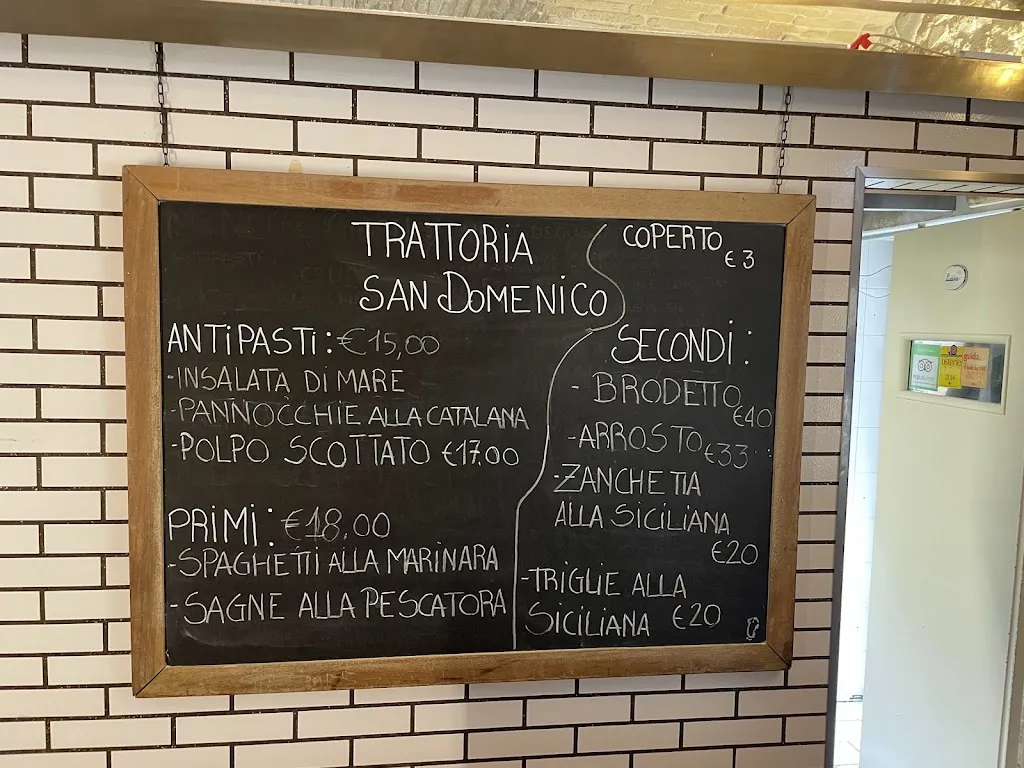 TRATTORIA
SAN DOMENICO
ANTIPASTI: €15,00
-INSALATA DI MARE
-PANNOCCHIE ALLA CATALANA
-POLPO SCOTTATO €17.00
PRIMI: €18,00
-SPAGHETTI ALLA MARINARA
-SAGNE ALLA PESCATORA
COPERTO
€3
SECONDI:
- BRODETTO
€40
-ARROSTO €33
-ZANCHETTA
ALLA SICILIANA
€20
-TRIGLIE ALLA
SICILIANA €20
guida